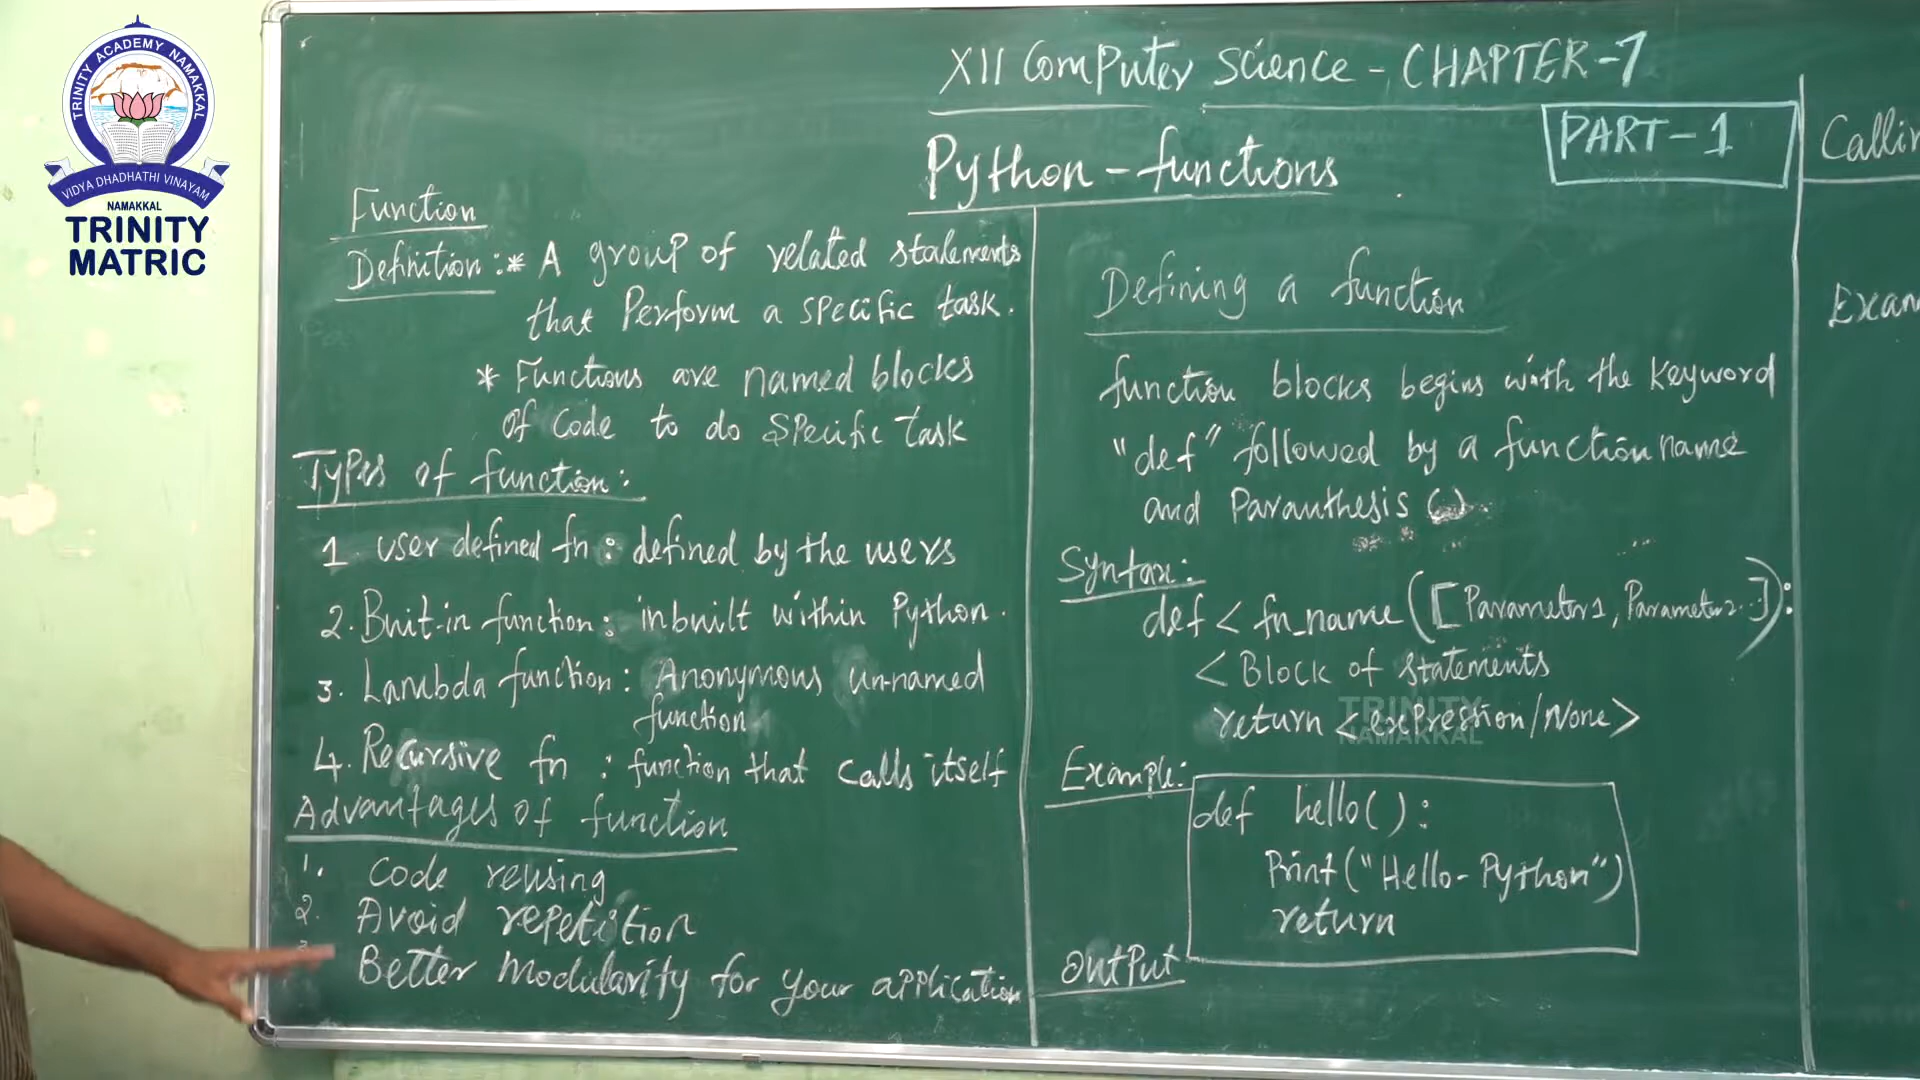 TRINITY ACADEMY NAMAKKAL
VIDYA DHADHATHI VINAYAM
NAMAKKAL
TRINITY
MATRIC
XII Computer Science - CHAPTER-7
PART-1
Python - functions
Function
Definition : * A group of related statements
that Perform a specific task.
* Functions are named blocks
of code to do specific task
Types of function :
1 user defined fn : defined by the users
2. Built-in function : inbuilt within Python.
3. Lambda function : Anonymous un-named
function
4. Recursive fn : function that calls itself
Advantages of function
1. Code reusing
2. Avoid repetition
Better Modularity for your application
Defining a function
function blocks begins with the keyword
"def" followed by a function name
and Paranthesis ()
Syntax:
def < fn_name ([Parameter1, Parameter2..]):
< Block of statements
return <expression/None>
TRINITY
NAMAKKAL
Example:
def hello():
Print("Hello-Python")
return
Output